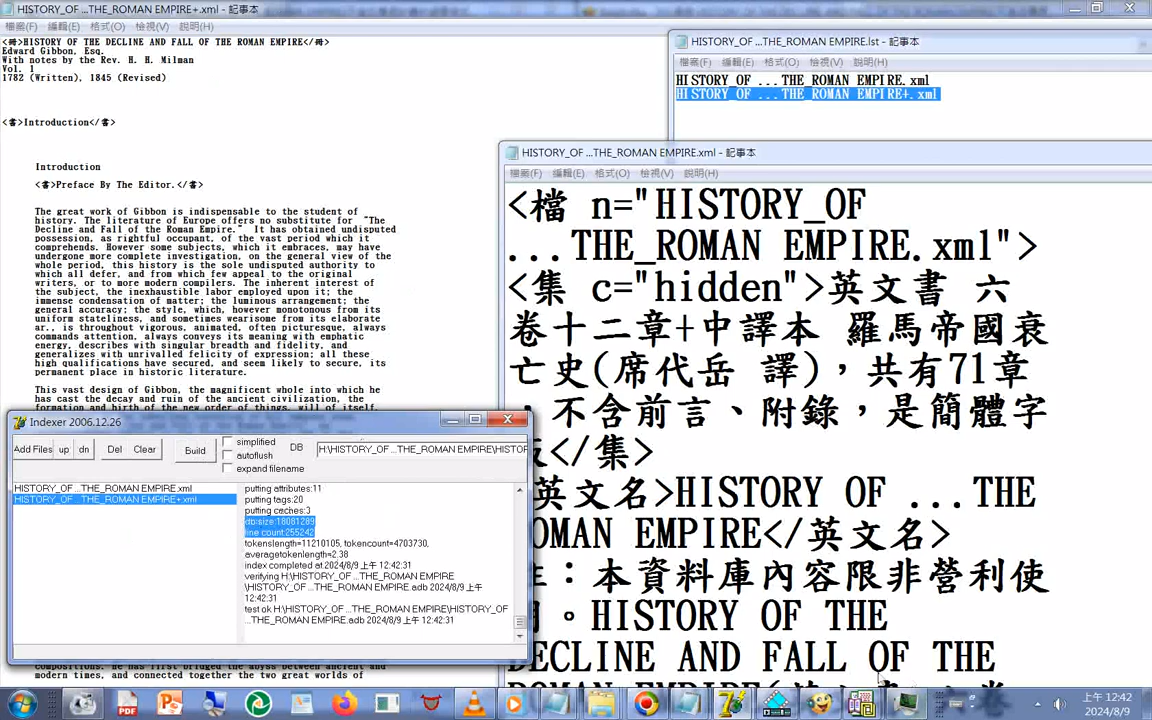 HISTORY_OF ...THE_ROMAN EMPIRE+.xml - 記事本
檔案(F) 編輯(E) 格式(O) 檢視(V) 說明(H)
<冊>HISTORY OF THE DECLINE AND FALL OF THE ROMAN EMPIRE</冊>
Edward Gibbon, Esq.
With notes by the Rev. H. H. Milman
Vol. 1
1782 (Written), 1845 (Revised)
<書>Introduction</書>
Introduction
<書>Preface By The Editor.</書>
The great work of Gibbon is indispensable to the student of
history. The literature of Europe offers no substitute for "The
Decline and Fall of the Roman Empire." It has obtained undisputed
possession, as rightful occupant, of the vast period which it
comprehends. However some subjects, which it embraces, may have
undergone more complete investigation, on the general view of the
whole period, this history is the sole undisputed authority to
which all defer, and from which few appeal to the original
writers, or to more modern compilers. The inherent interest of
the subject, the inexhaustible labor employed upon it; the
immense condensation of matter; the luminous arrangement; the
general accuracy; the style, which, however monotonous from its
uniform stateliness, and sometimes wearisome from its elaborate
ar., is throughout vigorous, animated, often picturesque, always
commands attention, always conveys its meaning with emphatic
energy, describes with singular breadth and fidelity, and
generalizes with unrivalled felicity of expression; all these
high qualifications have secured, and seem likely to secure, its
permanent place in historic literature.
This vast design of Gibbon, the magnificent whole into which he
has cast the decay and ruin of the ancient civilization, the
formation and birth of the new order of things, will of itself,
HISTORY_OF ...THE_ROMAN EMPIRE.lst - 記事本
檔案(F) 編輯(E) 格式(O) 檢視(V) 說明(H)
HISTORY_OF ...THE_ROMAN EMPIRE.xml
HISTORY_OF ...THE_ROMAN EMPIRE+.xml
HISTORY_OF ...THE_ROMAN EMPIRE.xml - 記事本
檔案(F) 編輯(E) 格式(O) 檢視(V) 說明(H)
<檔 n="HISTORY_OF
...THE_ROMAN EMPIRE.xml">
<集 c="hidden">英文書 六
卷十二章+中譯本 羅馬帝國衰
亡史(席代岳 譯)，共有71章
，不含前言、附錄，是簡體字
</集>
英文名>HISTORY OF ...THE
ROMAN EMPIRE</英文名>
：本資料庫內容限非營利使
。HISTORY OF THE
DECLINE AND FALL OF THE
Indexer 2006.12.26
Add Files up dn Del Clear Build simplified autoflush expand filename DB H:\HISTORY_OF ...THE_ROMAN EMPIRE\HISTOR
HISTORY_OF ...THE_ROMAN EMPIRE.xml
HISTORY_OF ...THE_ROMAN EMPIRE+.xml
putting attributes:11
putting tags:20
putting caches:3
db size:18081289
line count:255242
tokenslength=11210105, tokencount=4703730,
averagetokenlength=2.38
index completed at 2024/8/9 上午 12:42:31
verifying H:\HISTORY_OF ...THE_ROMAN EMPIRE
\HISTORY_OF ...THE_ROMAN EMPIRE.adb 2024/8/9 上午
12:42:31
test ok H:\HISTORY_OF ...THE_ROMAN EMPIRE\HISTORY_OF
...THE_ROMAN EMPIRE.adb 2024/8/9 上午 12:42:31
modern times, and connected together the two great worlds of
PDF
上午 12:42
2024/8/9